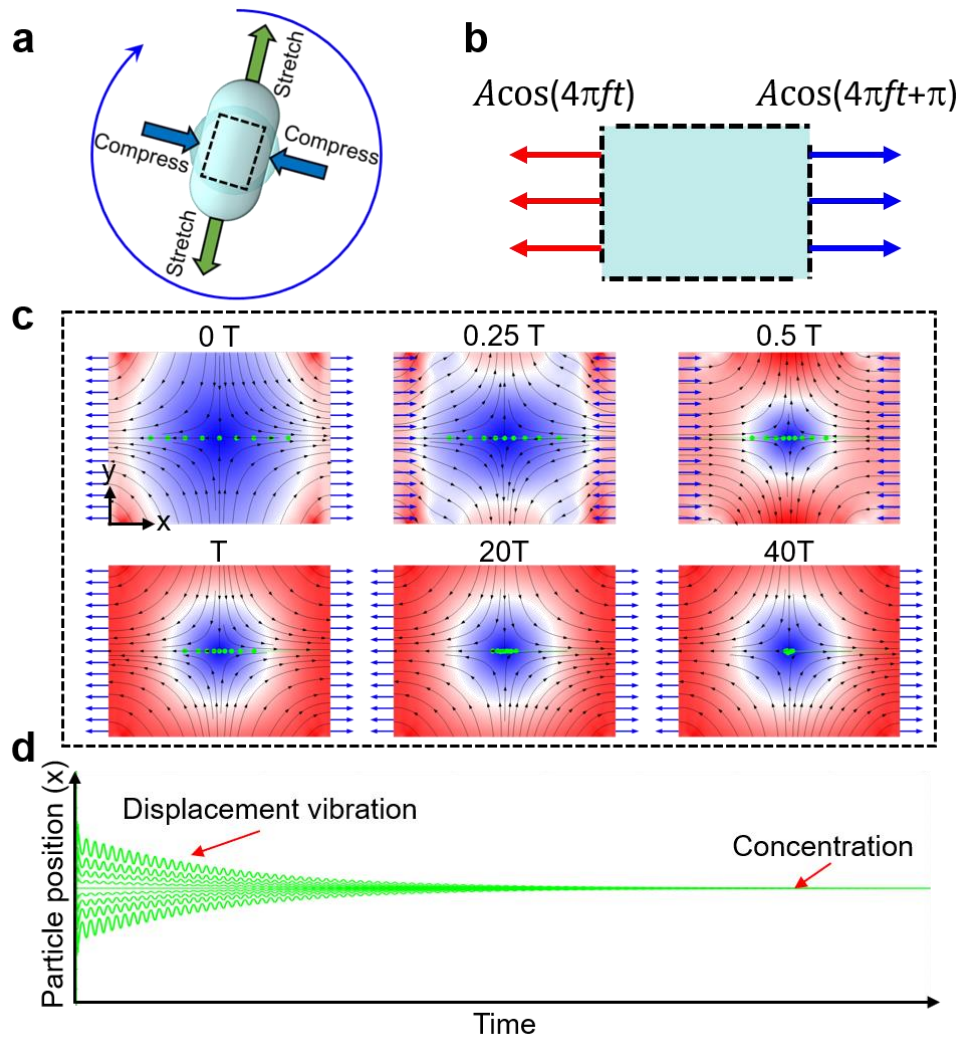 a
Stretch
Compress
Compress
Stretch
b
Acos(4πft)
Acos(4πft+π)
c
0 T
0.25 T
0.5 T
y
x
T
20T
40T
d
Particle position (x)
Displacement vibration
Concentration
Time